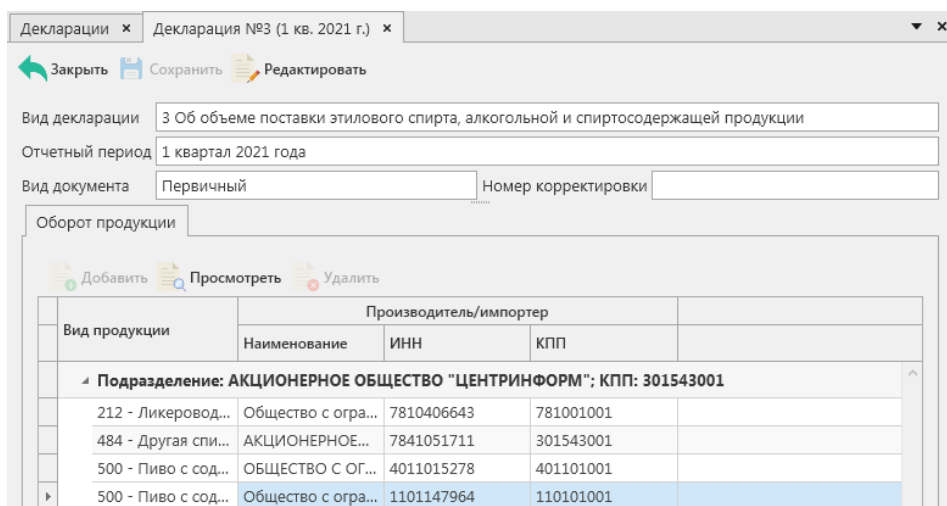 Декларации × Декларация №3 (1 кв. 2021 г.) ×
Закрыть Сохранить Редактировать
Вид декларации 3 Об объеме поставки этилового спирта, алкогольной и спиртосодержащей продукции
Отчетный период 1 квартал 2021 года
Вид документа Первичный Номер корректировки
Оборот продукции
Добавить Просмотреть Удалить
Производитель/импортер
Вид продукции
Наименование ИНН КПП
Подразделение: АКЦИОНЕРНОЕ ОБЩЕСТВО "ЦЕНТРИНФОРМ"; КПП: 301543001
212 - Ликеровод... Общество с огра... 7810406643 781001001
484 - Другая спи... АКЦИОНЕРНОЕ... 7841051711 301543001
500 - Пиво с сод... ОБЩЕСТВО С ОГ... 4011015278 401101001
500 - Пиво с сод... Общество с огра... 1101147964 110101001